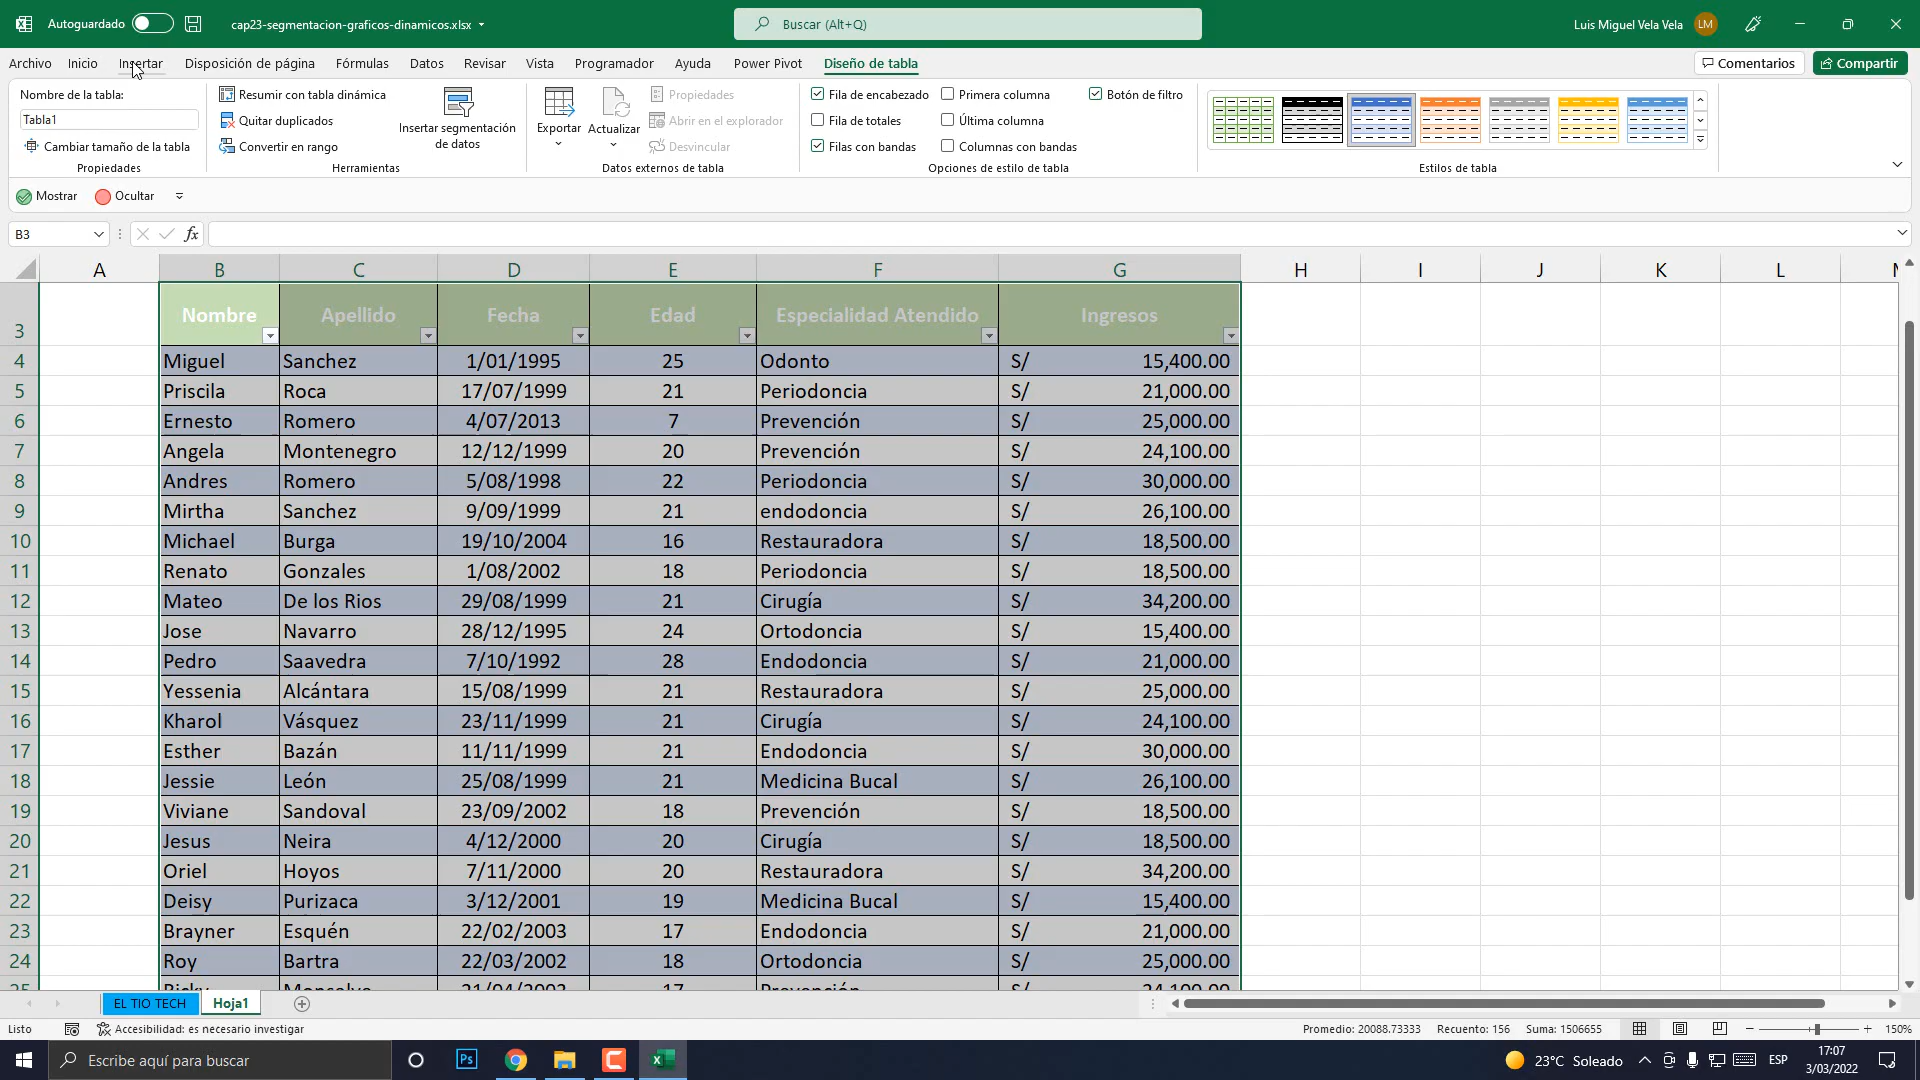 Autoguardado
cap23-segmentacion-graficos-dinamicos.xlsx
Buscar (Alt+Q)
Luis Miguel Vela Vela
LM
Archivo Inicio Insertar Disposición de página Fórmulas Datos Revisar Vista Programador Ayuda Power Pivot Diseño de tabla
Comentarios
Compartir
Nombre de la tabla:
Tabla1
Cambiar tamaño de la tabla
Propiedades
Resumir con tabla dinámica
Quitar duplicados
Convertir en rango
Insertar segmentación
de datos
Herramientas
Exportar
Actualizar
Propiedades
Abrir en el explorador
Desvincular
Datos externos de tabla
Fila de encabezado
Fila de totales
Filas con bandas
Primera columna
Última columna
Columnas con bandas
Botón de filtro
Opciones de estilo de tabla
Estilos de tabla
Mostrar Ocultar
B3
fx
A B C D E F G H I J K L
3 Nombre Apellido Fecha Edad Especialidad Atendido Ingresos
4 Miguel Sanchez 1/01/1995 25 Odonto S/ 15,400.00
5 Priscila Roca 17/07/1999 21 Periodoncia S/ 21,000.00
6 Ernesto Romero 4/07/2013 7 Prevención S/ 25,000.00
7 Angela Montenegro 12/12/1999 20 Prevención S/ 24,100.00
8 Andres Romero 5/08/1998 22 Periodoncia S/ 30,000.00
9 Mirtha Sanchez 9/09/1999 21 endodoncia S/ 26,100.00
10 Michael Burga 19/10/2004 16 Restauradora S/ 18,500.00
11 Renato Gonzales 1/08/2002 18 Periodoncia S/ 18,500.00
12 Mateo De los Rios 29/08/1999 21 Cirugía S/ 34,200.00
13 Jose Navarro 28/12/1995 24 Ortodoncia S/ 15,400.00
14 Pedro Saavedra 7/10/1992 28 Endodoncia S/ 21,000.00
15 Yessenia Alcántara 15/08/1999 21 Restauradora S/ 25,000.00
16 Kharol Vásquez 23/11/1999 21 Cirugía S/ 24,100.00
17 Esther Bazán 11/11/1999 21 Endodoncia S/ 30,000.00
18 Jessie León 25/08/1999 21 Medicina Bucal S/ 26,100.00
19 Viviane Sandoval 23/09/2002 18 Prevención S/ 18,500.00
20 Jesus Neira 4/12/2000 20 Cirugía S/ 18,500.00
21 Oriel Hoyos 7/11/2000 20 Restauradora S/ 34,200.00
22 Deisy Purizaca 3/12/2001 19 Medicina Bucal S/ 15,400.00
23 Brayner Esquén 22/02/2003 17 Endodoncia S/ 21,000.00
24 Roy Bartra 22/03/2002 18 Ortodoncia S/ 25,000.00
EL TIO TECH Hoja1
Listo Accesibilidad: es necesario investigar Promedio: 20088.73333 Recuento: 156 Suma: 1506655 150%
Escribe aquí para buscar
Ps
23°C Soleado
ESP
17:07
3/03/2022